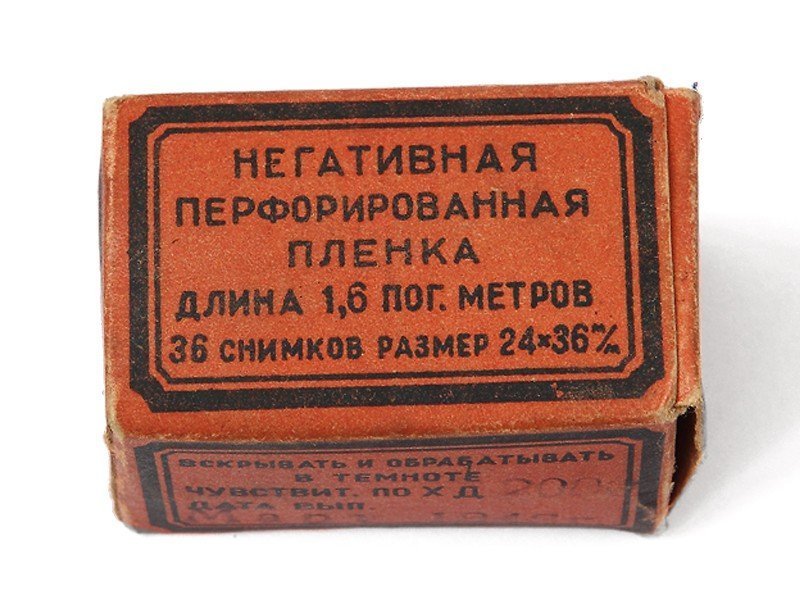 НЕГАТИВНАЯ
ПЕРФОРИРОВАННАЯ
ПЛЕНКА
ДЛИНА 1,6 ПОГ. МЕТРОВ
36 СНИМКОВ РАЗМЕР 24×36 m/m
ВСКРЫВАТЬ И ОБРАБАТЫВАТЬ
В ТЕМНОТЕ
ЧУВСТВИТ. ПО Х Д 200
ДАТА ВЫП.